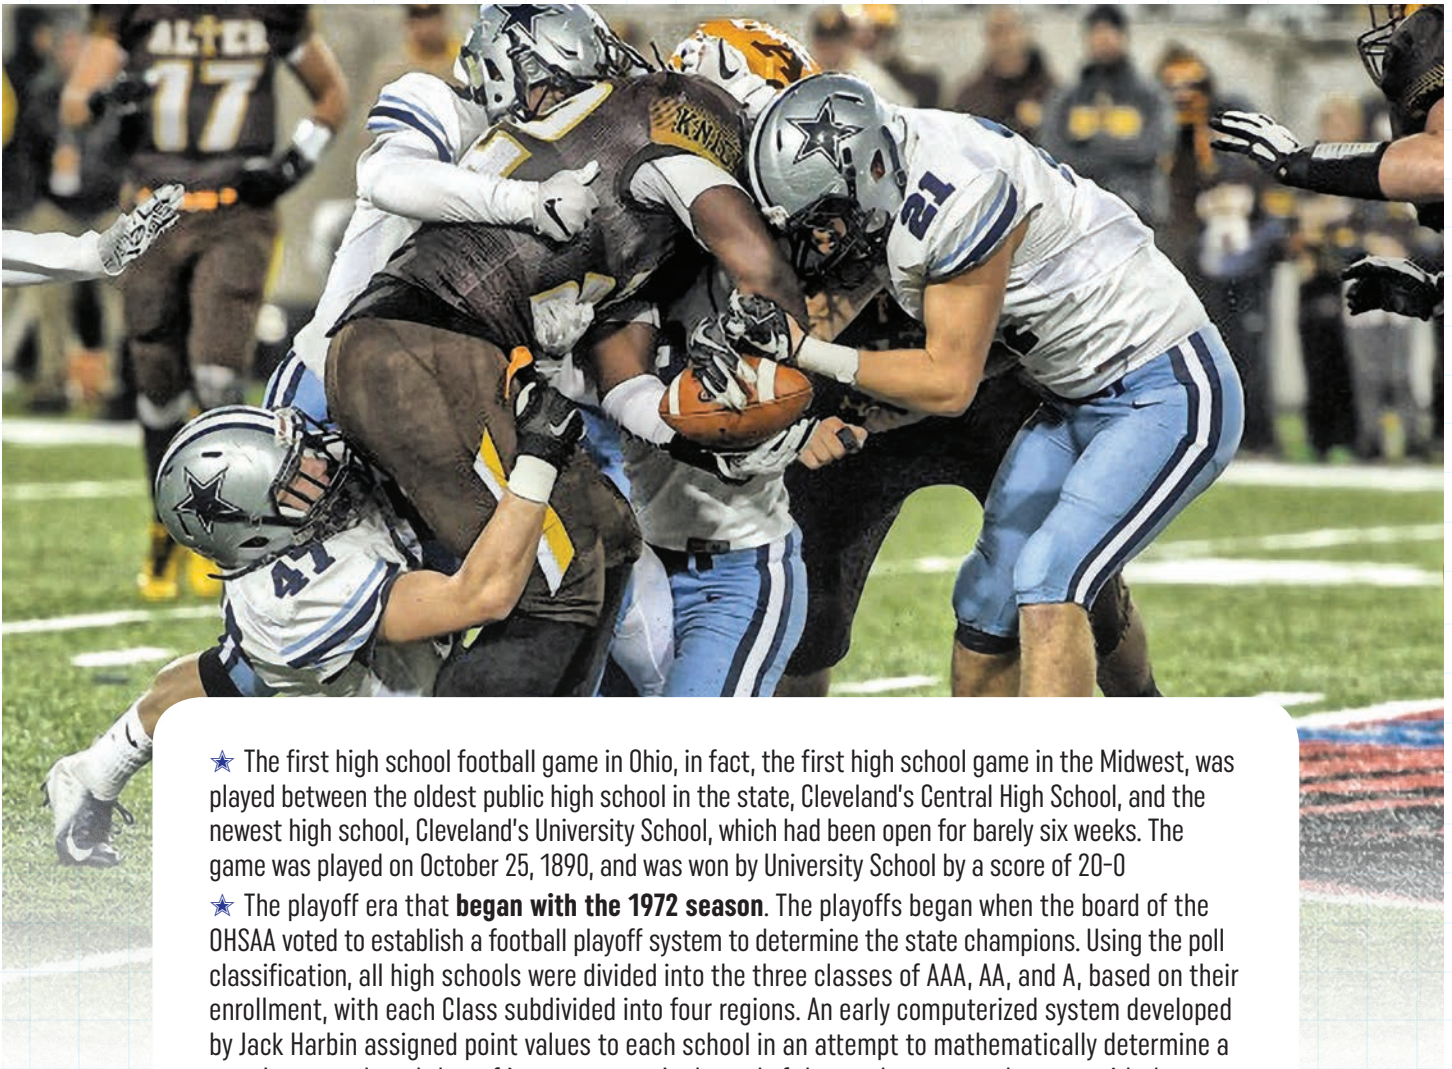 ALTER
17
KNIG
21
47
The first high school football game in Ohio, in fact, the first high school game in the Midwest, was
played between the oldest public high school in the state, Cleveland's Central High School, and the
newest high school, Cleveland's University School, which had been open for barely six weeks. The
game was played on October 25, 1890, and was won by University School by a score of 20-0
The playoff era that began with the 1972 season. The playoffs began when the board of the
OHSAA voted to establish a football playoff system to determine the state champions. Using the poll
classification, all high schools were divided into the three classes of AAA, AA, and A, based on their
enrollment, with each Class subdivided into four regions. An early computerized system developed
by Jack Harbin assigned point values to each school in an attempt to mathematically determine a